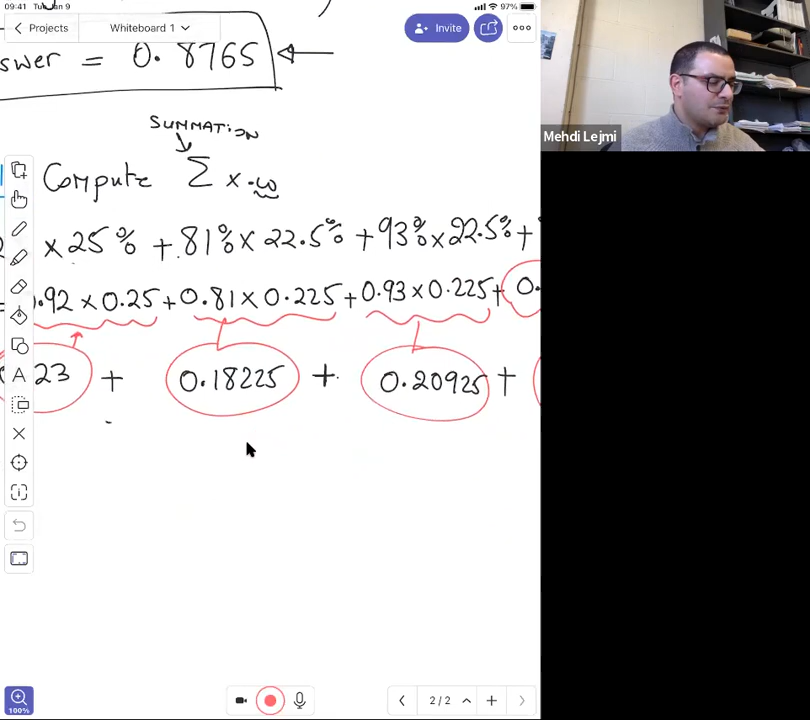 09:41 Tue Jan 9
97%
Projects
Whiteboard 1
Invite
swer = 0.8765
SUMMATION
Compute Σ x·ω
× 25% + 81% × 22.5% + 93% × 22.5% +
.92 × 0.25 + 0.81 × 0.225 + 0.93 × 0.225 + 0.
23 + 0.18225 + 0.20925 +
Mehdi Lejmi
A
100%
2/2